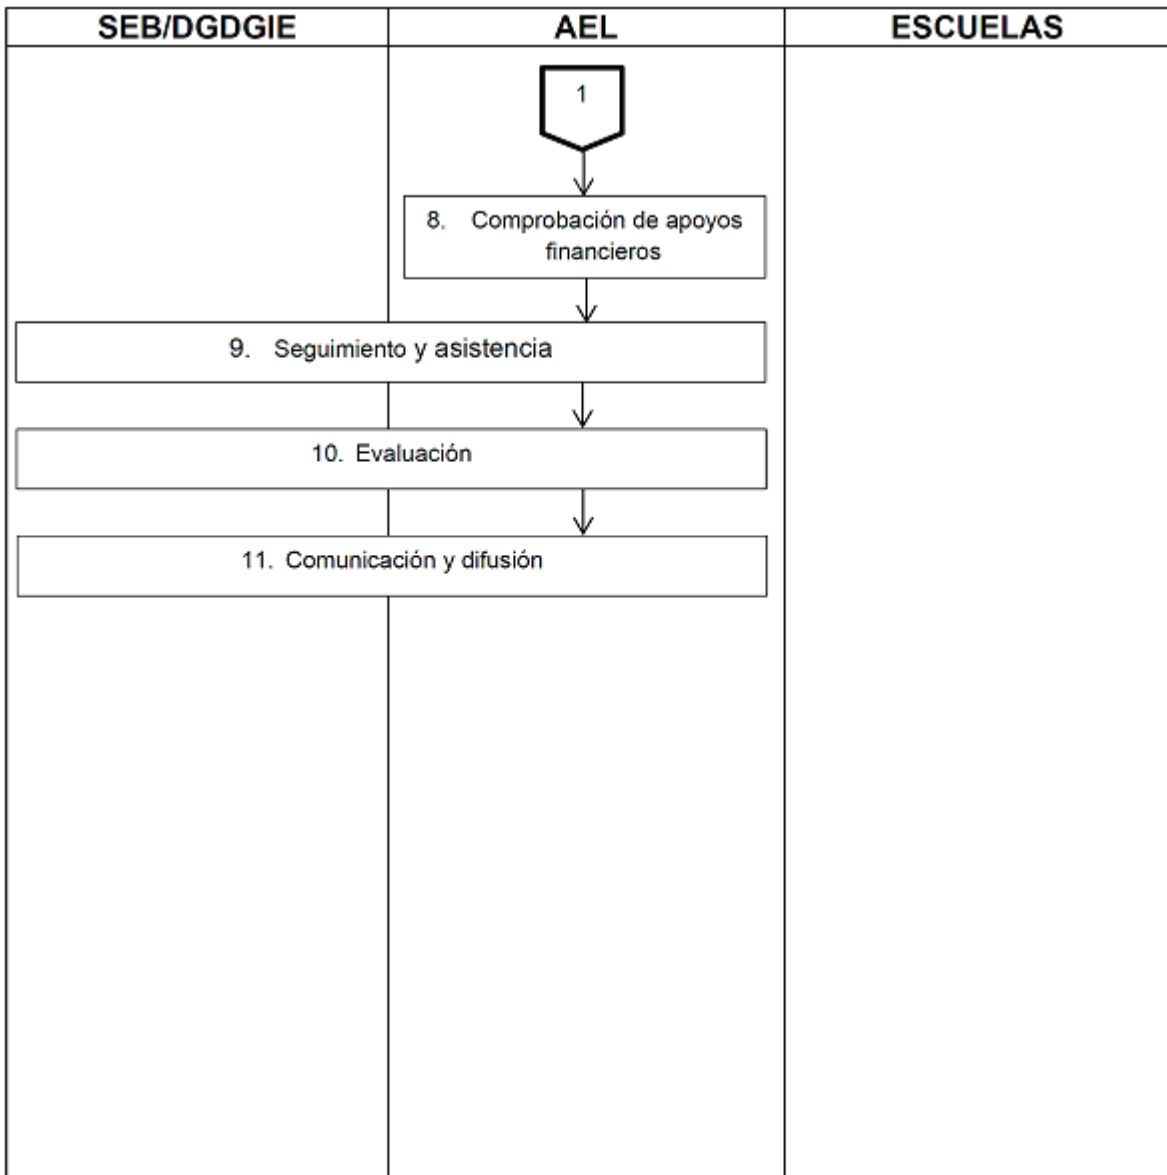 SEB/DGDGIE AEL ESCUELAS
1
8. Comprobación de apoyos
financieros
9. Seguimiento y asistencia
10. Evaluación
11. Comunicación y difusión